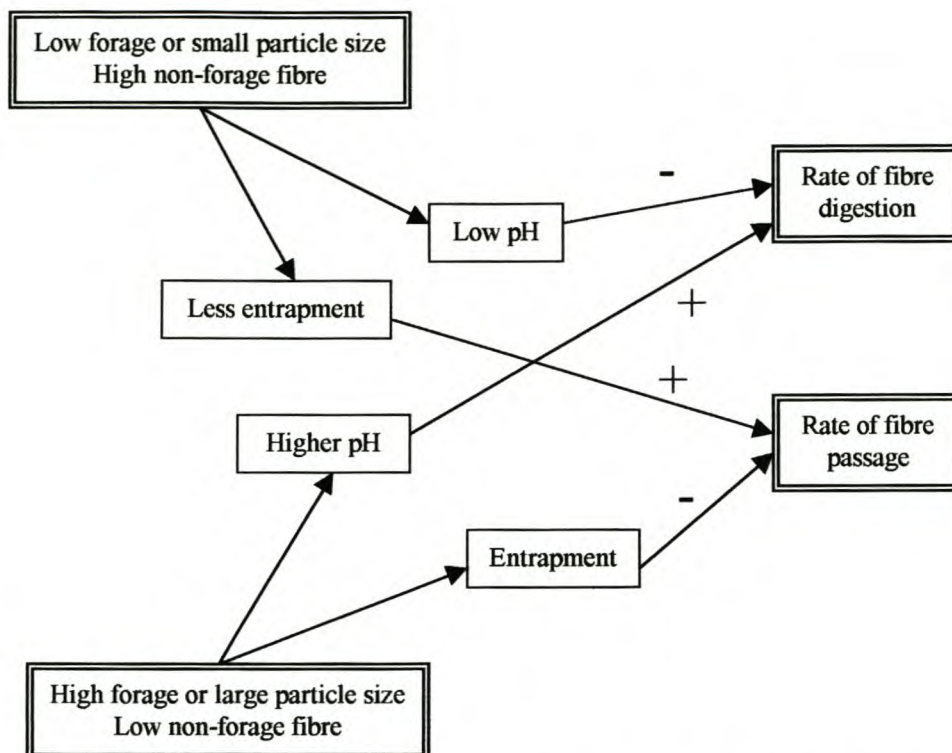 Low forage or small particle size
High non-forage fibre
-
Rate of fibre
digestion
Low pH
Less entrapment
+
+
Higher pH
Rate of fibre
passage
-
Entrapment
High forage or large particle size
Low non-forage fibre